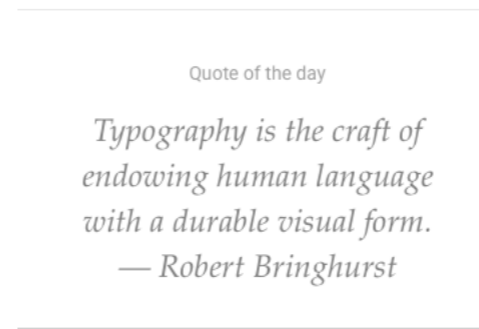 Quote of the day
Typography is the craft of
endowing human language
with a durable visual form.
— Robert Bringhurst